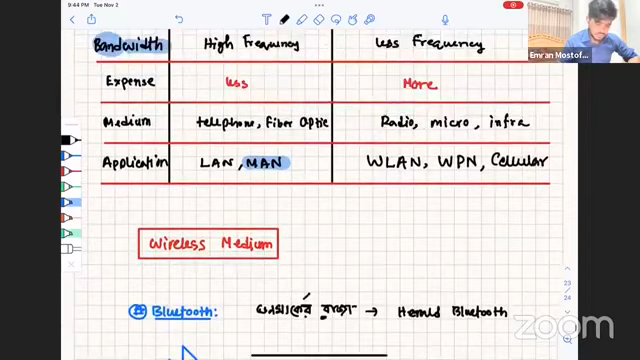 9:44 PM Tue Nov 2
Bandwidth High Frequency Less Frequency
Emran Mostof...
Expense Less More
Medium telephone, Fiber Optic Radio, micro, infra
Application LAN, MAN WLAN, WPN, Cellular
Wireless Medium
23
24
Bluetooth: রাজা → Herald Bluetooth
zoom